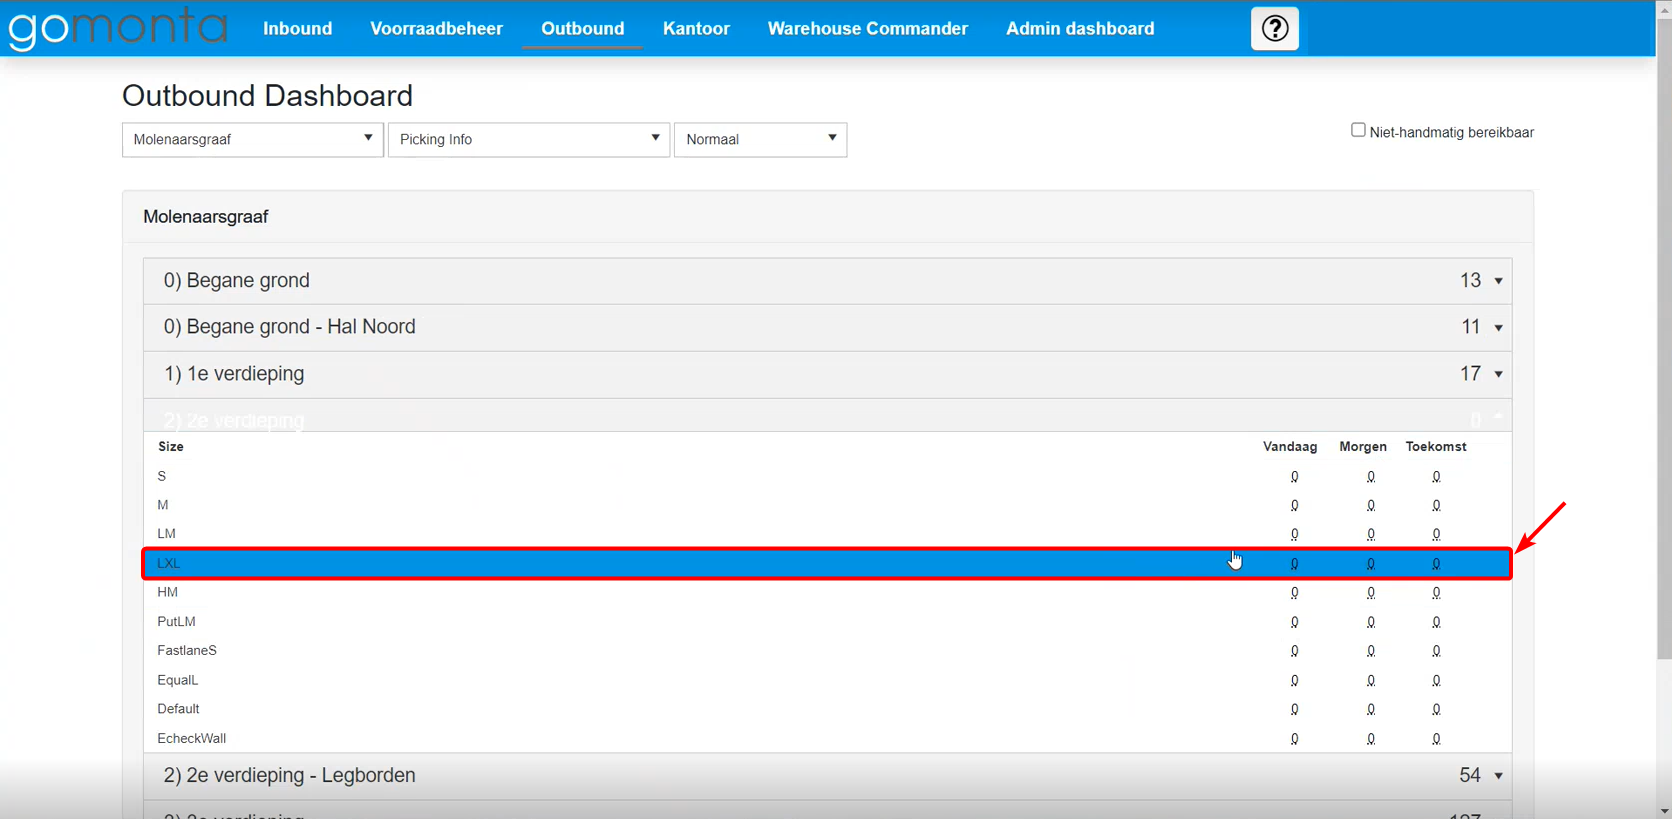 gomonta Inbound Voorraadbeheer Outbound Kantoor Warehouse Commander Admin dashboard ?
Outbound Dashboard
Molenaarsgraaf Picking Info Normaal Niet-handmatig bereikbaar
Molenaarsgraaf
0) Begane grond 13
0) Begane grond - Hal Noord 11
1) 1e verdieping 17
2) 2e verdieping 0
Size Vandaag Morgen Toekomst
S 0 0 0
M 0 0 0
LM 0 0 0
LXL 0 0 0
HM 0 0 0
PutLM 0 0 0
FastlaneS 0 0 0
EqualL 0 0 0
Default 0 0 0
EcheckWall 0 0 0
2) 2e verdieping - Legborden 54